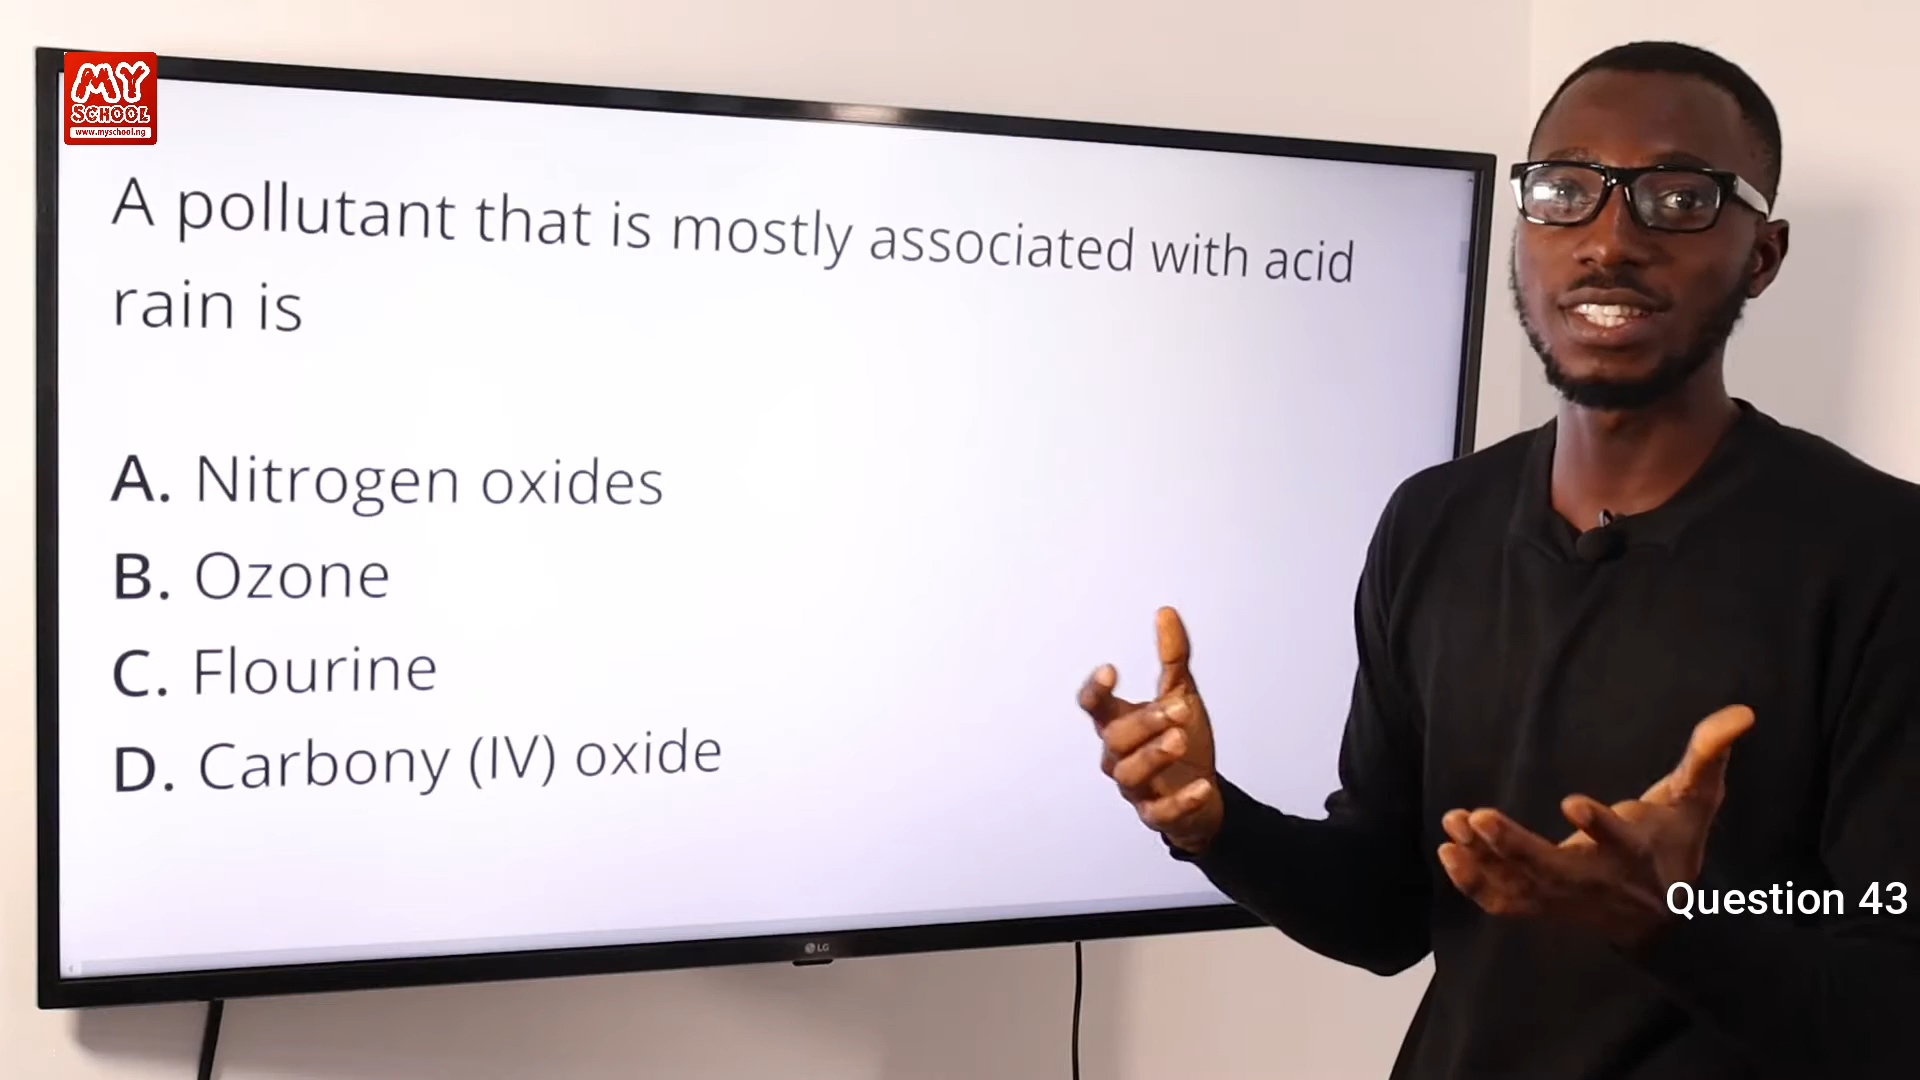 MY
SCHOOL
www.myschool.ng
A pollutant that is mostly associated with acid
rain is
A. Nitrogen oxides
B. Ozone
C. Flourine
D. Carbony (IV) oxide
LG
Question 43